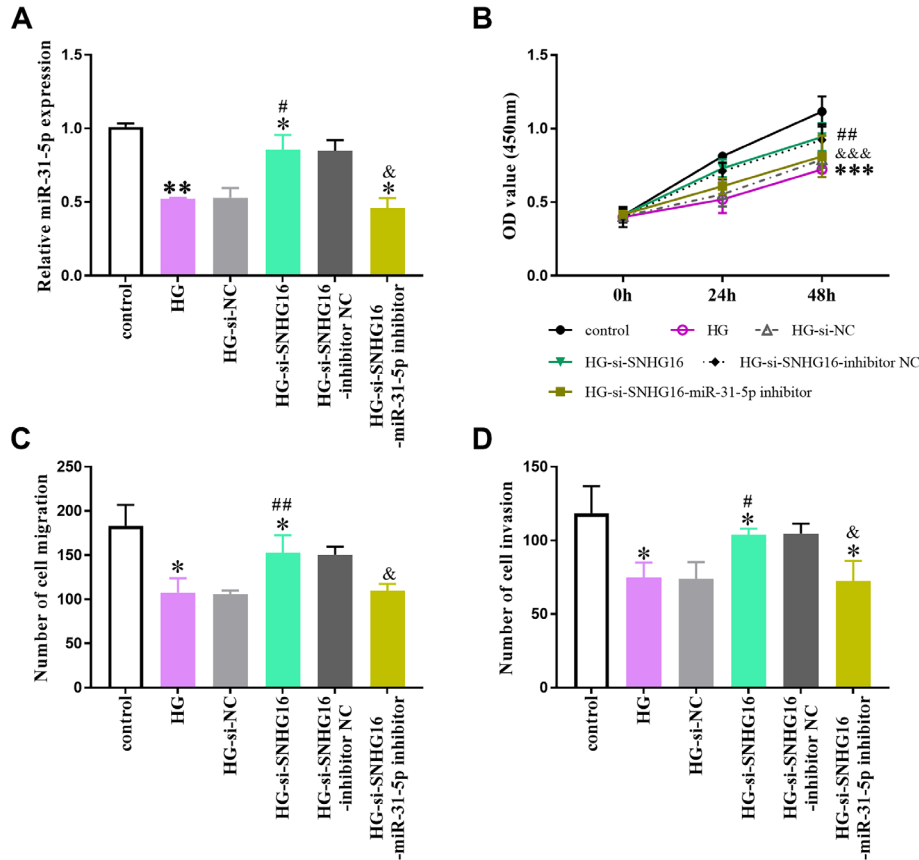 A
Relative miR-31-5p expression
1.5
1.0
0.5
0.0
**
#
*
&
*
control
HG
HG-si-NC
HG-si-SNHG16
HG-si-SNHG16
-inhibitor NC
HG-si-SNHG16
-miR-31-5p inhibitor
B
OD value (450nm)
1.5
1.0
0.5
0.0
##
&&&
***
0h
24h
48h
control
HG
HG-si-NC
HG-si-SNHG16
HG-si-SNHG16-inhibitor NC
HG-si-SNHG16-miR-31-5p inhibitor
C
Number of cell migration
250
200
150
100
50
0
*
##
*
&
control
HG
HG-si-NC
HG-si-SNHG16
HG-si-SNHG16
-inhibitor NC
HG-si-SNHG16
-miR-31-5p inhibitor
D
Number of cell invasion
150
100
50
0
*
#
*
&
*
control
HG
HG-si-NC
HG-si-SNHG16
HG-si-SNHG16
-inhibitor NC
HG-si-SNHG16
-miR-31-5p inhibitor